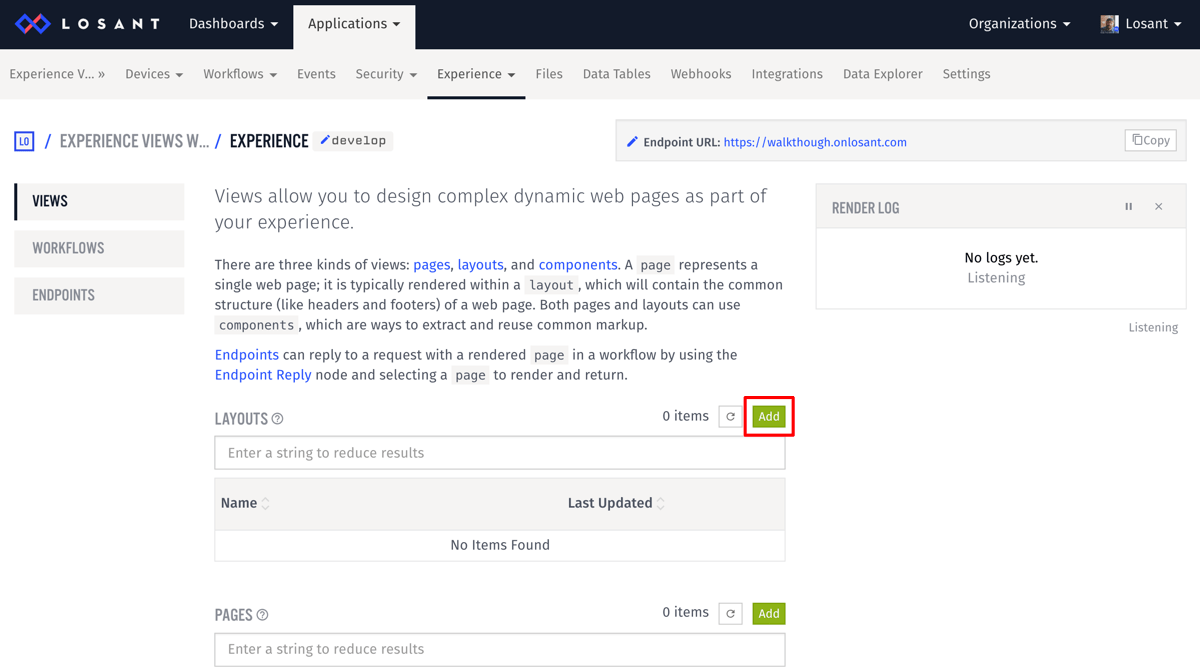 LOSANT Dashboards Applications Organizations Losant
Experience V... » Devices Workflows Events Security Experience Files Data Tables Webhooks Integrations Data Explorer Settings
LO / EXPERIENCE VIEWS W... / EXPERIENCE develop
Endpoint URL: https://walkthough.onlosant.com Copy
VIEWS
WORKFLOWS
ENDPOINTS
Views allow you to design complex dynamic web pages as part of
your experience.
There are three kinds of views: pages, layouts, and components. A page represents a
single web page; it is typically rendered within a layout, which will contain the common
structure (like headers and footers) of a web page. Both pages and layouts can use
components, which are ways to extract and reuse common markup.
Endpoints can reply to a request with a rendered page in a workflow by using the
Endpoint Reply node and selecting a page to render and return.
LAYOUTS ? 0 items Add
Enter a string to reduce results
Name Last Updated
No Items Found
PAGES ? 0 items Add
Enter a string to reduce results
RENDER LOG
No logs yet.
Listening
Listening